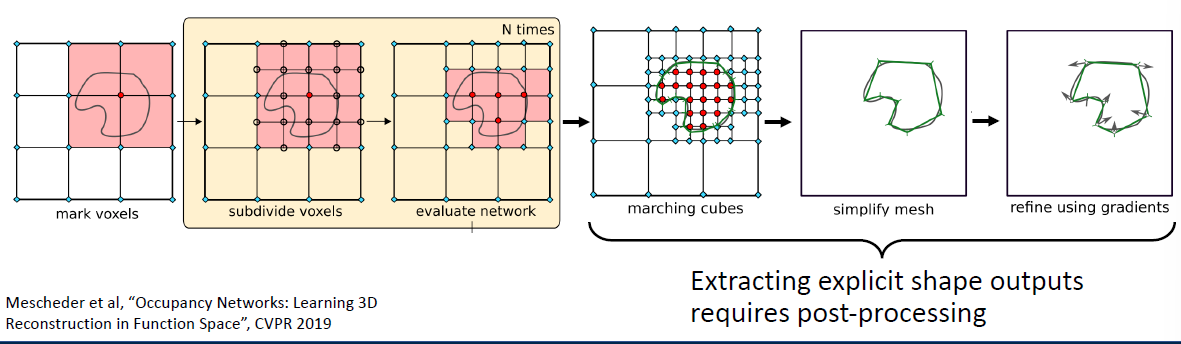 N times
mark voxels
subdivide voxels
evaluate network
marching cubes
simplify mesh
refine using gradients
Extracting explicit shape outputs
requires post-processing
Mescheder et al, “Occupancy Networks: Learning 3D
Reconstruction in Function Space”, CVPR 2019